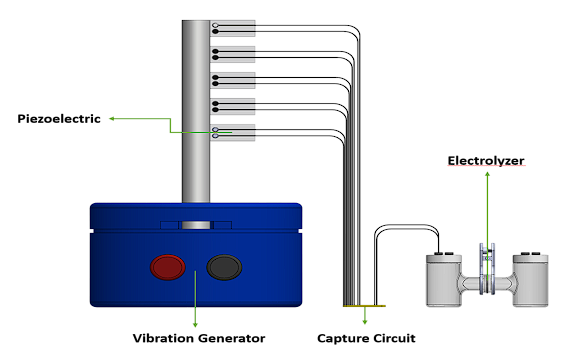 Piezoelectric
Electrolyzer
Vibration Generator
Capture Circuit